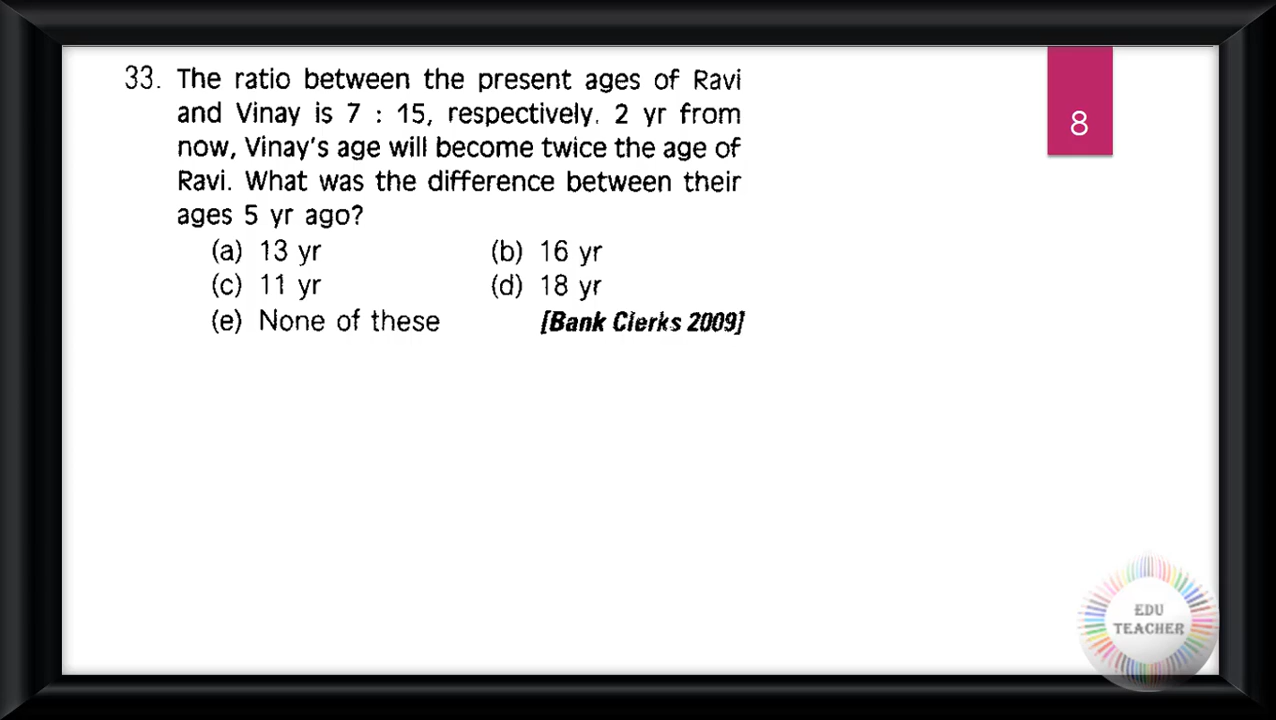 33. The ratio between the present ages of Ravi
and Vinay is 7 : 15, respectively. 2 yr from
now, Vinay's age will become twice the age of
Ravi. What was the difference between their
ages 5 yr ago?
(a) 13 yr (b) 16 yr
(c) 11 yr (d) 18 yr
(e) None of these [Bank Clerks 2009]
8
EDU
TEACHER